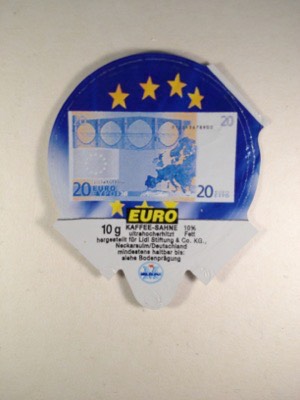 20
20 EURO
20 ΕΥΡΩ
EURO
10 g KAFFEE-SAHNE 10%
ultrahocherhitzt Fett
hergestellt für Lidl Stiftung & Co. KG.,
Neckarsulm/Deutschland
mindestens haltbar bis:
siehe Bodenprägung